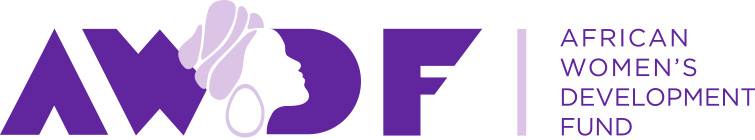 AWDF
AFRICAN
WOMEN'S
DEVELOPMENT
FUND